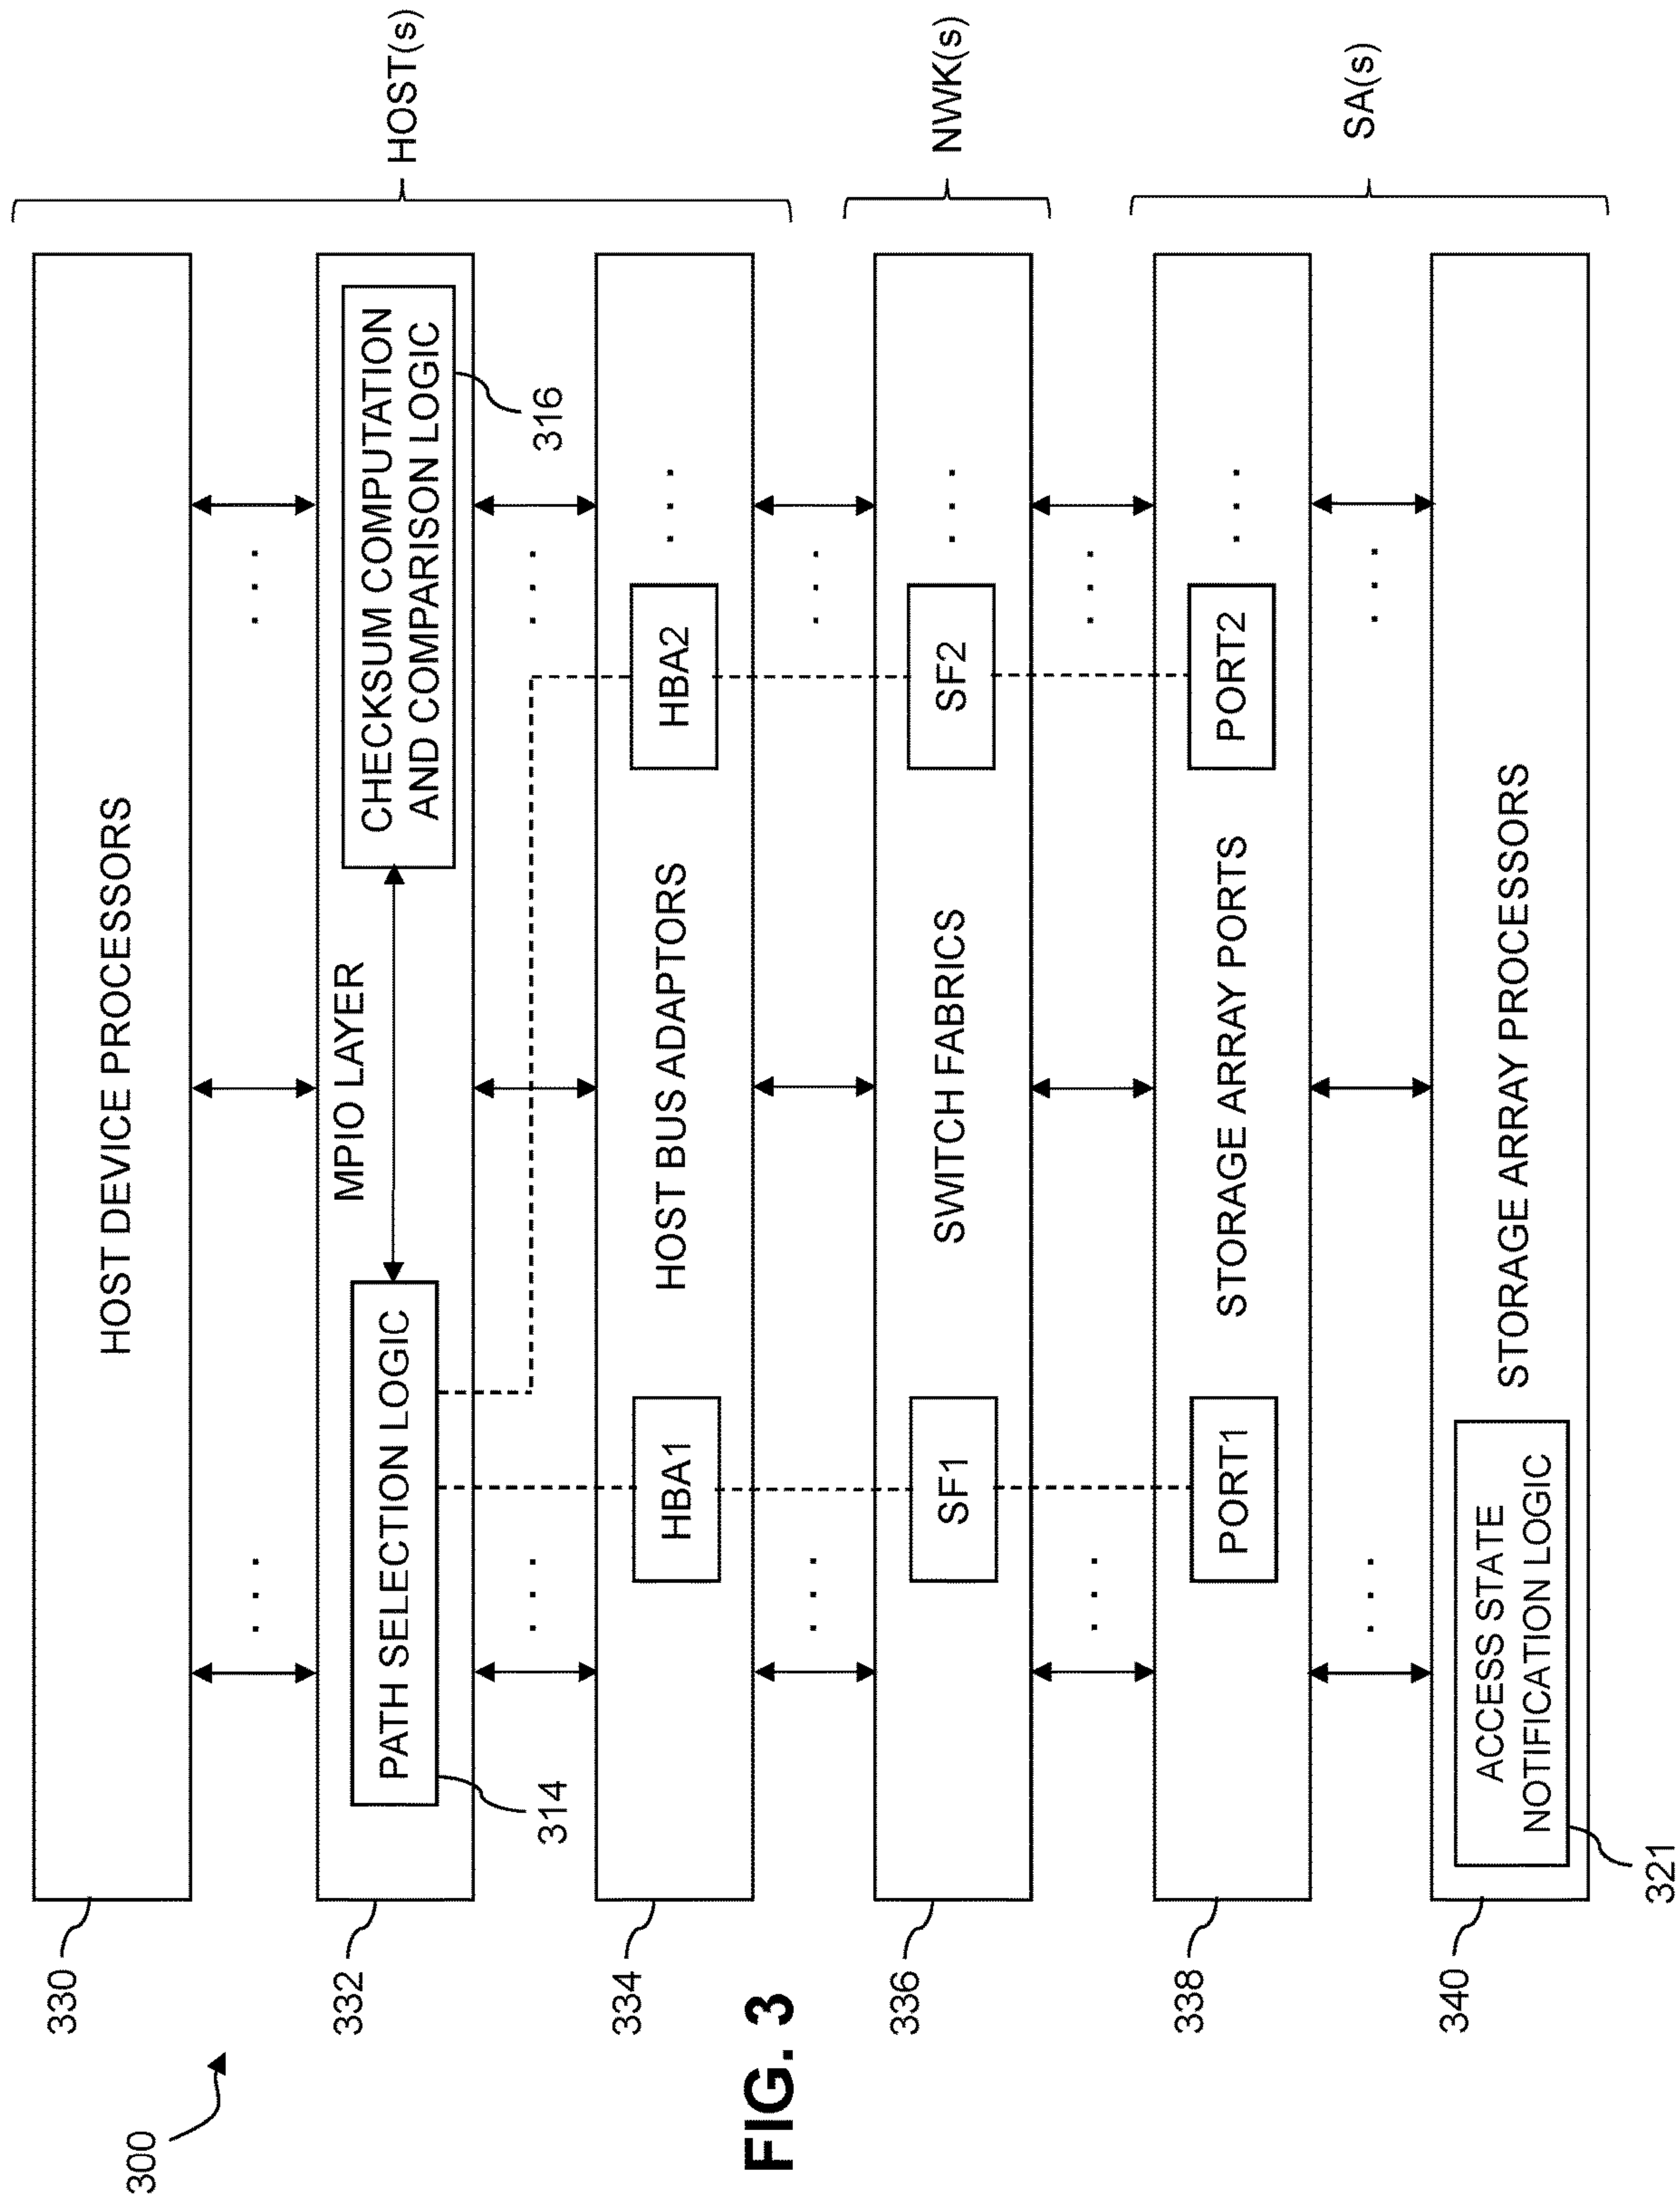 300
330
HOST DEVICE PROCESSORS
HOST(s)
332
MPIO LAYER
PATH SELECTION LOGIC
314
CHECKSUM COMPUTATION
AND COMPARISON LOGIC
316
334
HBA1
HOST BUS ADAPTORS
HBA2
336
SF1
SWITCH FABRICS
SF2
NWK(s)
338
PORT1
STORAGE ARRAY PORTS
PORT2
SA(s)
340
ACCESS STATE
NOTIFICATION LOGIC
321
STORAGE ARRAY PROCESSORS
FIG. 3